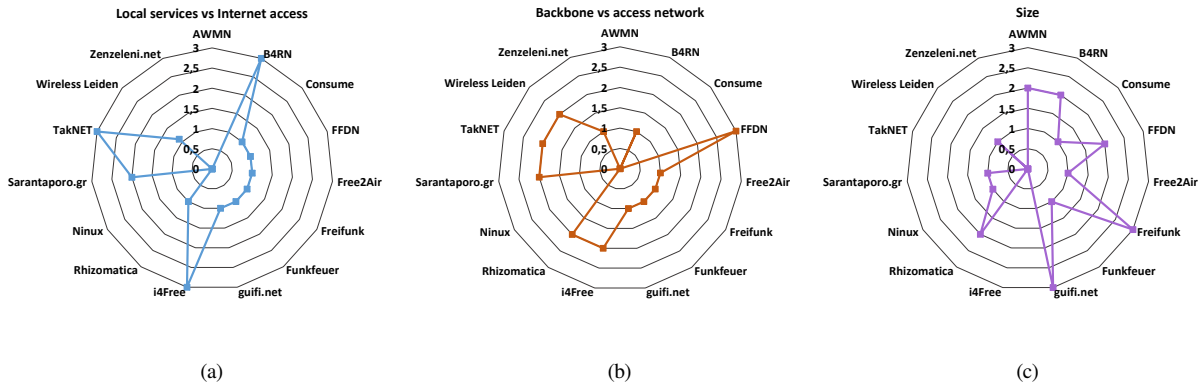 Local services vs Internet access
AWMN
B4RN
Consume
FFDN
Free2Air
Freifunk
Funkfeuer
guifi.net
i4Free
Rhizomatica
Ninux
Sarantaporo.gr
TakNET
Wireless Leiden
Zenzeleni.net
3
2,5
2
1,5
1
0,5
0
(a)
Backbone vs access network
AWMN
B4RN
Consume
FFDN
Free2Air
Freifunk
Funkfeuer
guifi.net
i4Free
Rhizomatica
Ninux
Sarantaporo.gr
TakNET
Wireless Leiden
Zenzeleni.net
3
2,5
2
1,5
1
0,5
0
(b)
Size
AWMN
B4RN
Consume
FFDN
Free2Air
Freifunk
Funkfeuer
guifi.net
i4Free
Rhizomatica
Ninux
Sarantaporo.gr
TakNET
Wireless Leiden
Zenzeleni.net
3
2,5
2
1,5
1
0,5
0
(c)